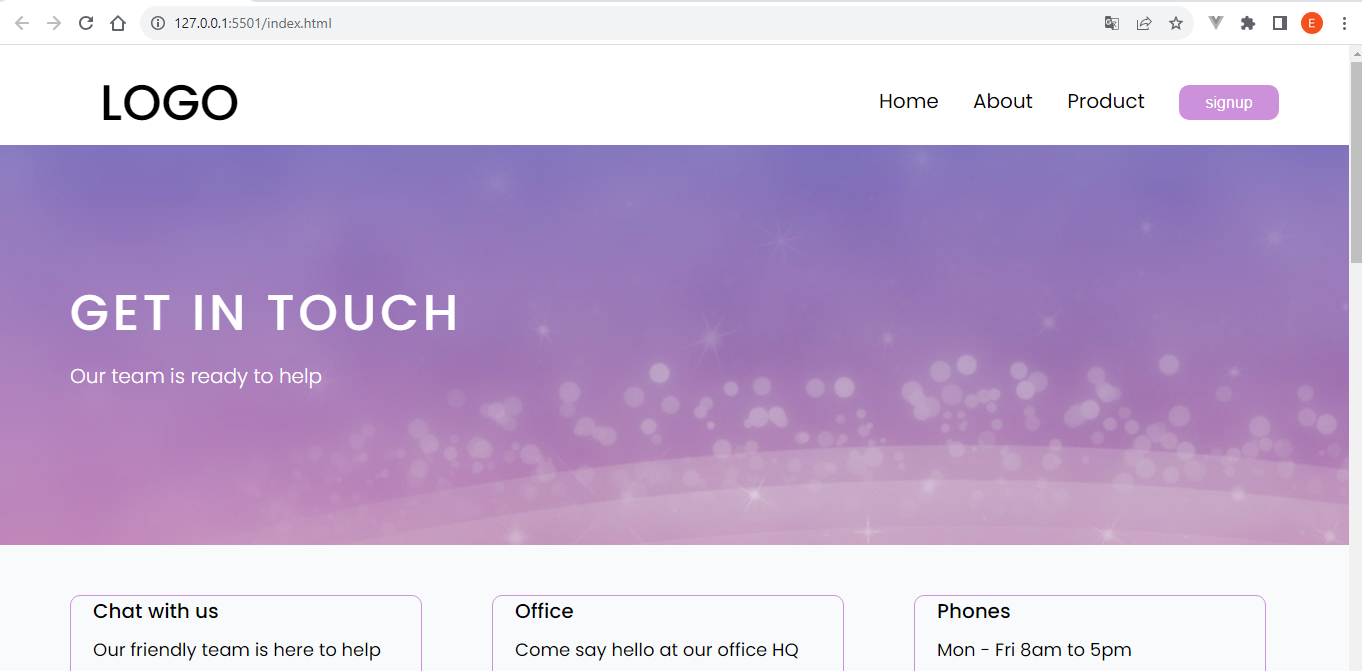 127.0.0.1:5501/index.html
E
LOGO
Home About Product signup
GET IN TOUCH
Our team is ready to help
Chat with us
Our friendly team is here to help
Office
Come say hello at our office HQ
Phones
Mon - Fri 8am to 5pm